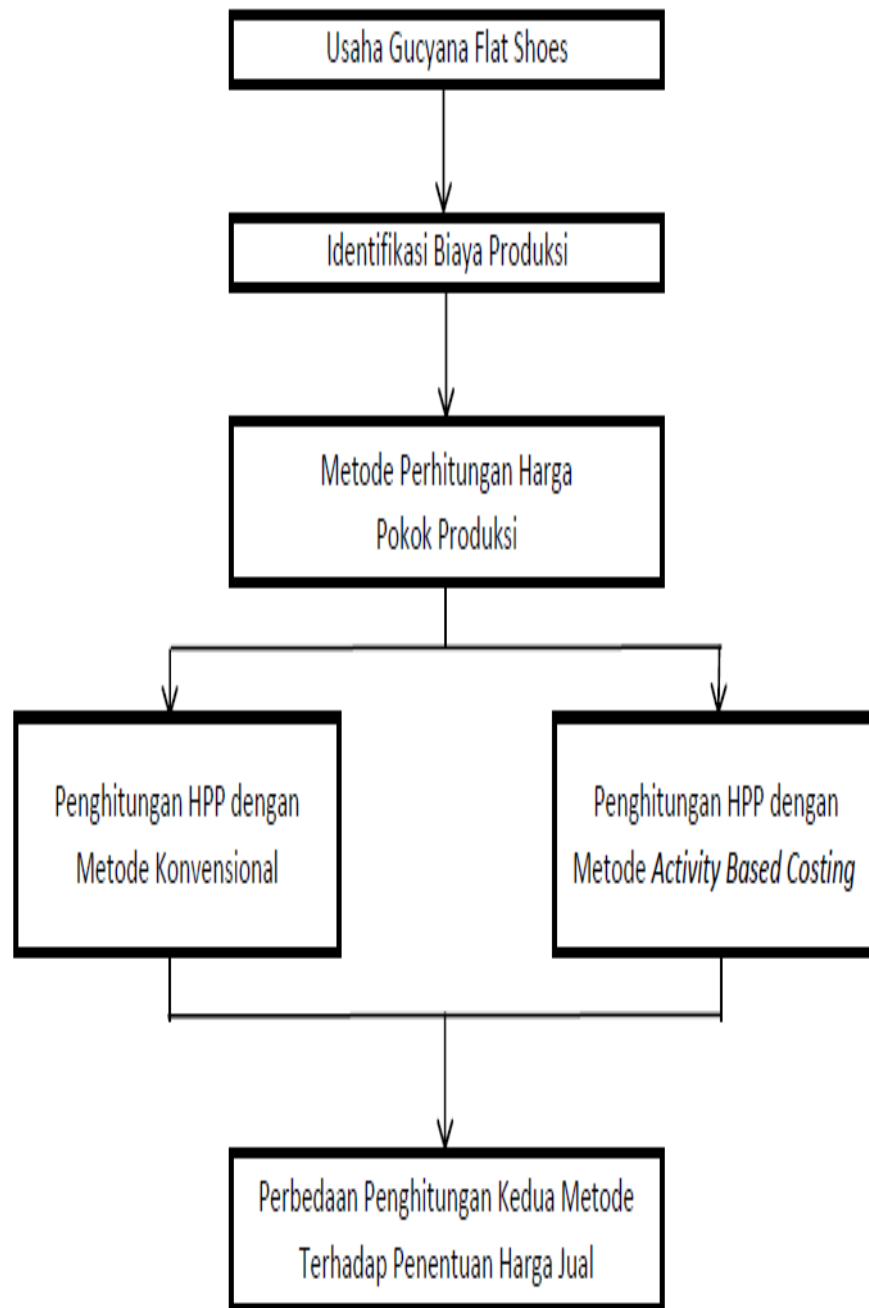 Usaha Gucyana Flat Shoes
Identifikasi Biaya Produksi
Metode Perhitungan Harga
Pokok Produksi
Penghitungan HPP dengan
Metode Konvensional
Penghitungan HPP dengan
Metode Activity Based Costing
Perbedaan Penghitungan Kedua Metode
Terhadap Penentuan Harga Jual